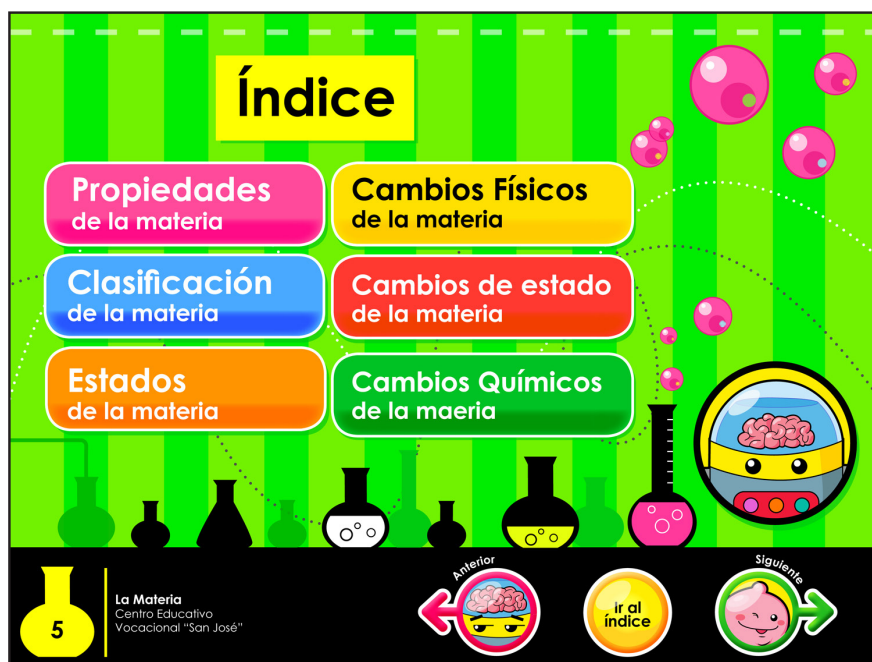 Índice
Propiedades
de la materia
Clasificación
de la materia
Estados
de la materia
Cambios Físicos
de la materia
Cambios de estado
de la materia
Cambios Químicos
de la maeria
5
La Materia
Centro Educativo
Vocacional “San José”
Anterior
ir al
índice
Siguiente